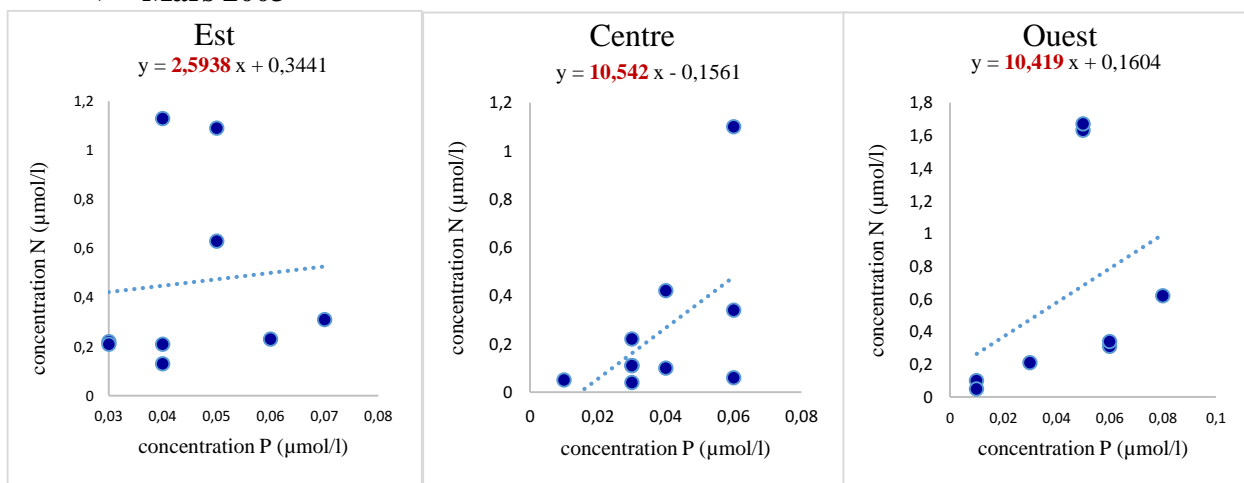 Mars 2003
Est
y = 2,5938 x + 0,3441
1,2
1
0,8
0,6
0,4
0,2
0
0,03 0,04 0,05 0,06 0,07 0,08
concentration N (µmol/l)
concentration P (µmol/l)
Centre
y = 10,542 x - 0,1561
1,2
1
0,8
0,6
0,4
0,2
0
0 0,02 0,04 0,06 0,08
concentration N (µmol/l)
concentration P (µmol/l)
Ouest
y = 10,419 x + 0,1604
1,8
1,6
1,4
1,2
1
0,8
0,6
0,4
0,2
0
0 0,02 0,04 0,06 0,08 0,1
concentration N (µmol/l)
concentration P (µmol/l)